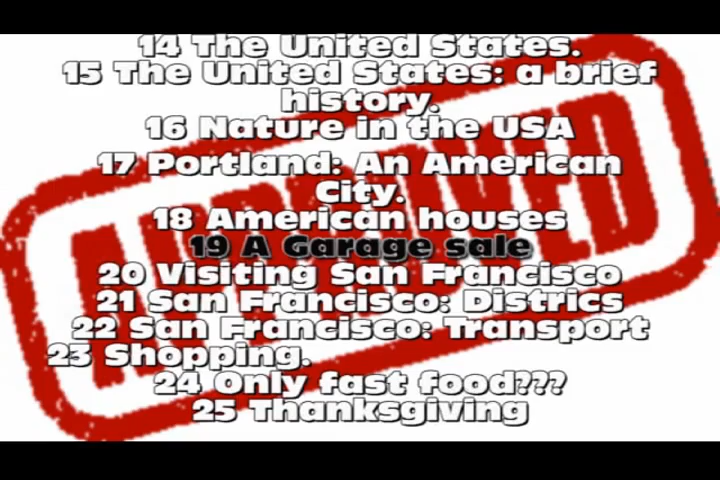 14 The United States.
15 The United States: a brief
history.
16 Nature in the USA
17 Portland: An American
City.
18 American houses
19 A Garage sale
20 Visiting San Francisco
21 San Francisco: Districs
22 San Francisco: Transport
23 Shopping.
24 Only fast food???
25 Thanksgiving
APPROVED